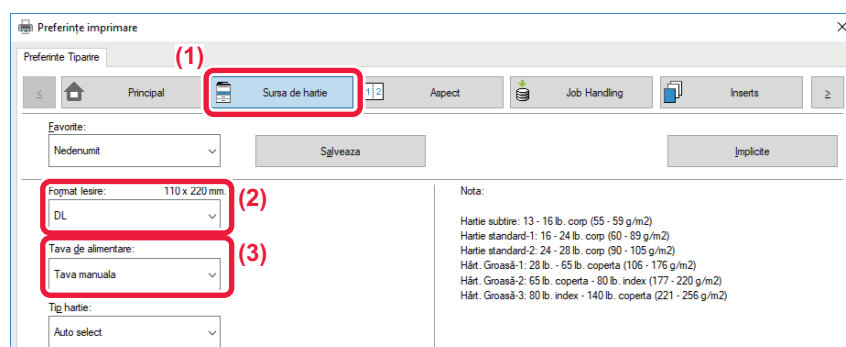 Preferințe imprimare
Preferinte Tiparire
(1)
Principal
Sursa de hartie
1 2
Aspect
Job Handling
Inserts
Favorite:
Nedenumit
Salveaza
Implicite
Format Iesire: 110 x 220 mm.
(2)
DL
Tava de alimentare:
(3)
Tava manuala
Tip hartie:
Auto select
Nota:
Hartie subtire: 13 - 16 lb. corp (55 - 59 g/m2)
Hartie standard-1: 16 - 24 lb. corp (60 - 89 g/m2)
Hartie standard-2: 24 - 28 lb. corp (90 - 105 g/m2)
Hârt. Groasă-1: 28 lb. - 65 lb. coperta (106 - 176 g/m2)
Hârt. Groasă-2: 65 lb. coperta - 80 lb. index (177 - 220 g/m2)
Hârt. Groasă-3: 80 lb. index - 140 lb. coperta (221 - 256 g/m2)